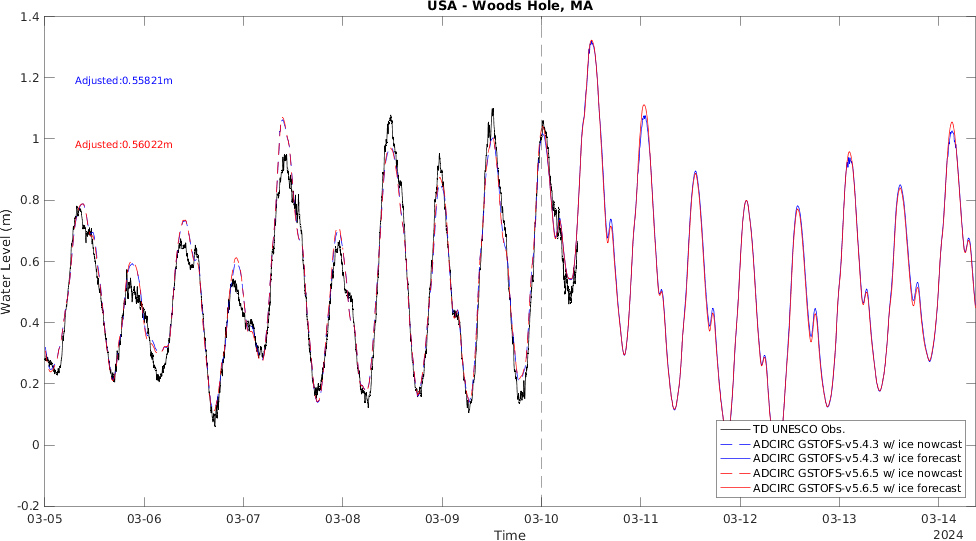 USA - Woods Hole, MA
1.4
1.2
1
0.8
0.6
0.4
0.2
0
-0.2
Water Level (m)
Adjusted:0.55821m
Adjusted:0.56022m
TD UNESCO Obs.
ADCIRC GSTOFS-v5.4.3 w/ ice nowcast
ADCIRC GSTOFS-v5.4.3 w/ ice forecast
ADCIRC GSTOFS-v5.6.5 w/ ice nowcast
ADCIRC GSTOFS-v5.6.5 w/ ice forecast
03-05 03-06 03-07 03-08 03-09 03-10 03-11 03-12 03-13 03-14
Time
2024